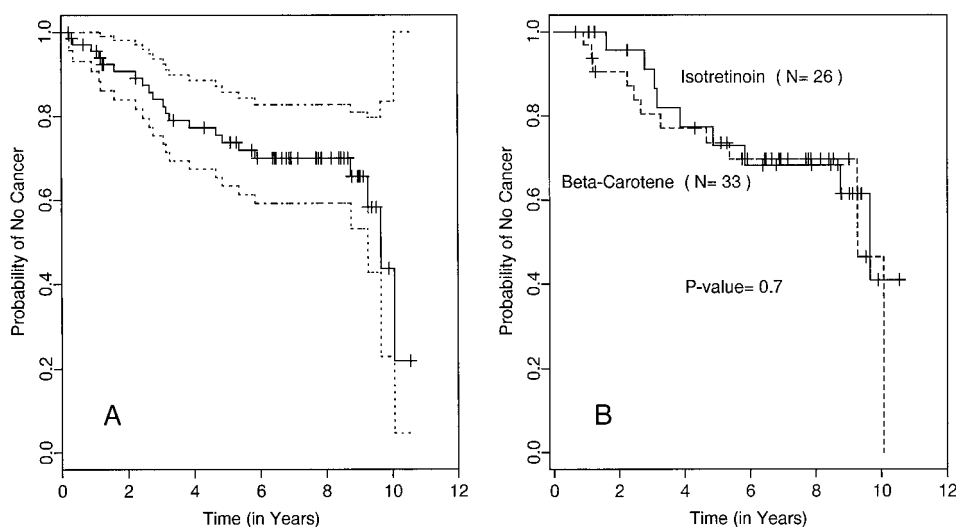 Probability of No Cancer
1.0
0.8
0.6
0.4
0.2
0.0
A
0 2 4 6 8 10 12
Time (in Years)
Probability of No Cancer
1.0
0.8
0.6
0.4
0.2
0.0
Isotretinoin ( N= 26)
Beta-Carotene ( N= 33)
P-value= 0.7
B
0 2 4 6 8 10 12
Time (in Years)